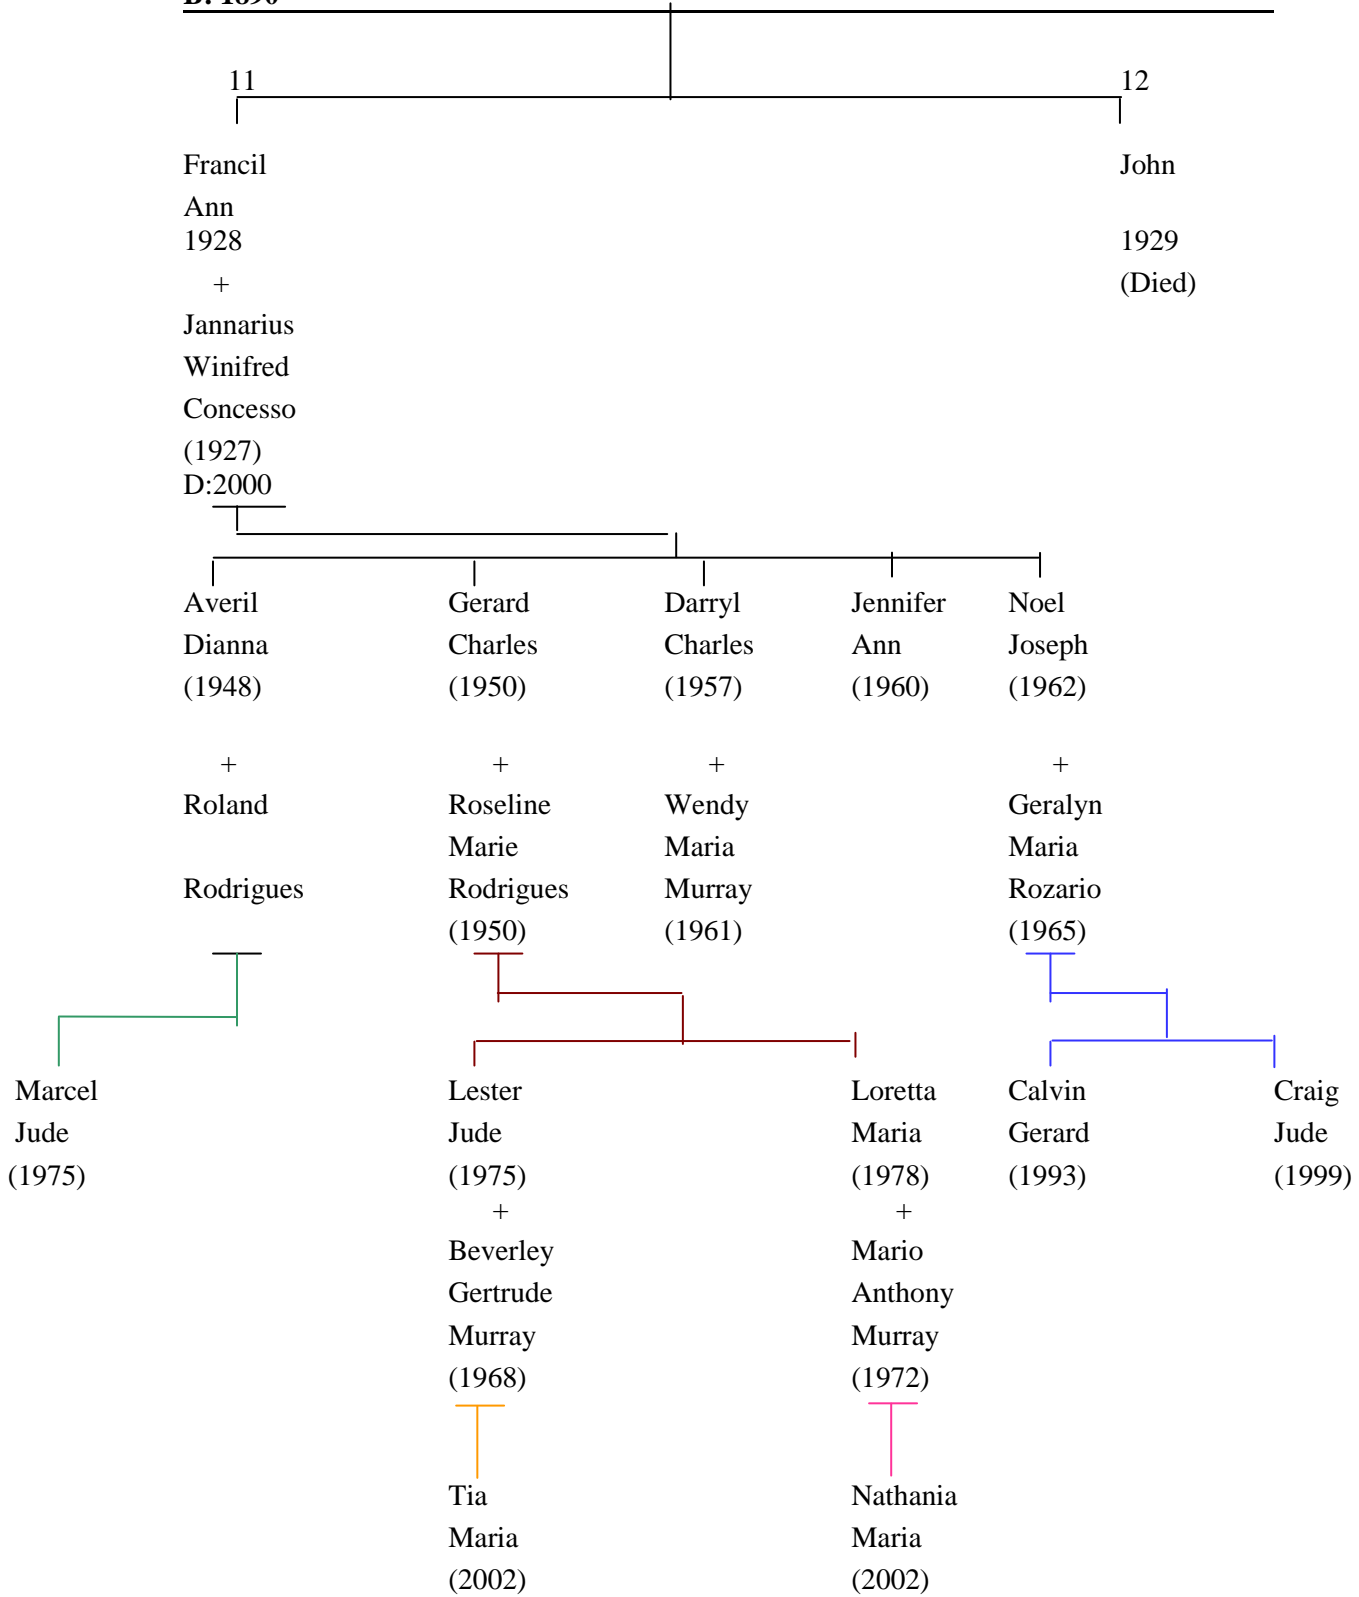 11 12
Francil John
Ann
1928 1929
+ (Died)
Jannarius
Winifred
Concesso
(1927)
D:2000
Averil Gerard Darryl Jennifer Noel
Dianna Charles Charles Ann Joseph
(1948) (1950) (1957) (1960) (1962)
+ + + +
Roland Roseline Wendy Geralyn
Marie Maria Maria
Rodrigues Rodrigues Murray Rozario
(1950) (1961) (1965)
Marcel Lester Loretta Calvin Craig
Jude Jude Maria Gerard Jude
(1975) (1975) (1978) (1993) (1999)
+ +
Beverley Mario
Gertrude Anthony
Murray Murray
(1968) (1972)
Tia Nathania
Maria Maria
(2002) (2002)